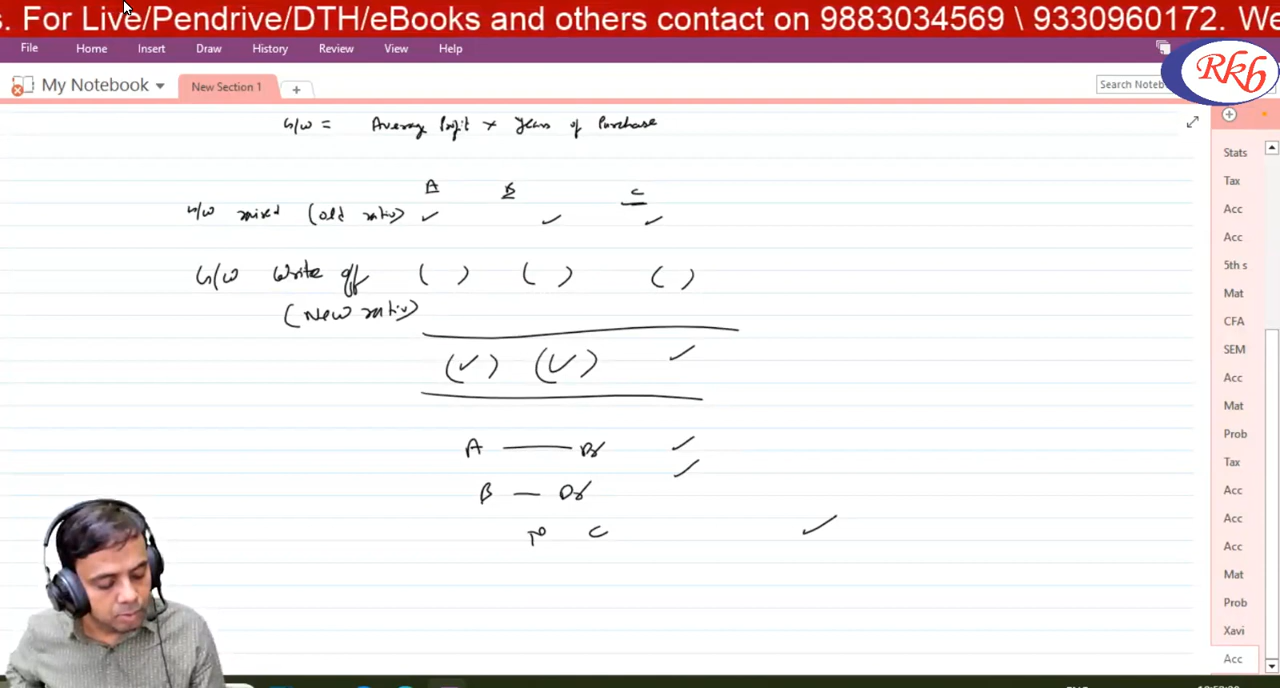 s. For Live/Pendrive/DTH/eBooks and others contact on 9883034569 \ 9330960172. We
File Home Insert Draw History Review View Help
Rkb
My Notebook New Section 1 + Search Noteb
G/W = Average Profit × Years of Purchase
Stats
Tax
Acc
Acc
5th s
Mat
CFA
SEM
Acc
Mat
Prob
Tax
Acc
Acc
Acc
Mat
Prob
Xavi
Acc
A B C
G/W raised (old ratio) ✓ ✓ ✓
G/W write off ( ) ( ) ( )
(New ratio)
(✓) (✓) ✓
A — Dr ✓
✓
B — Dr
To C ✓